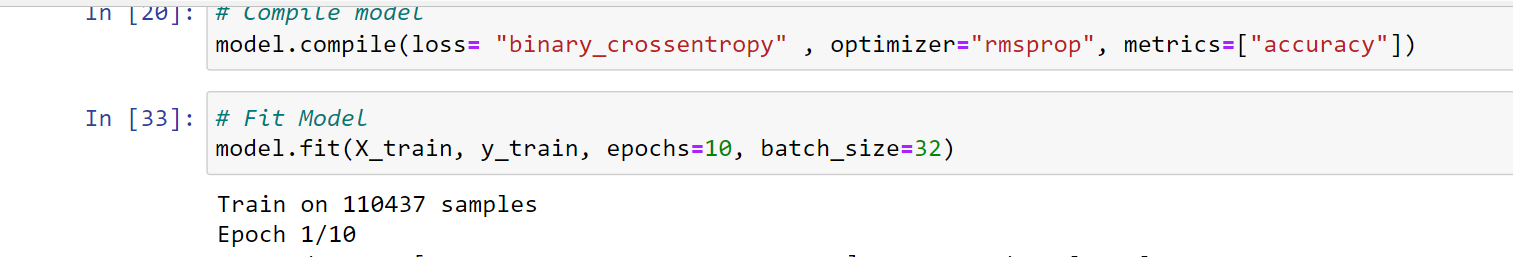 In [20]: # Compile model
model.compile(loss= "binary_crossentropy" , optimizer="rmsprop", metrics=["accuracy"])
In [33]: # Fit Model
model.fit(X_train, y_train, epochs=10, batch_size=32)
Train on 110437 samples
Epoch 1/10